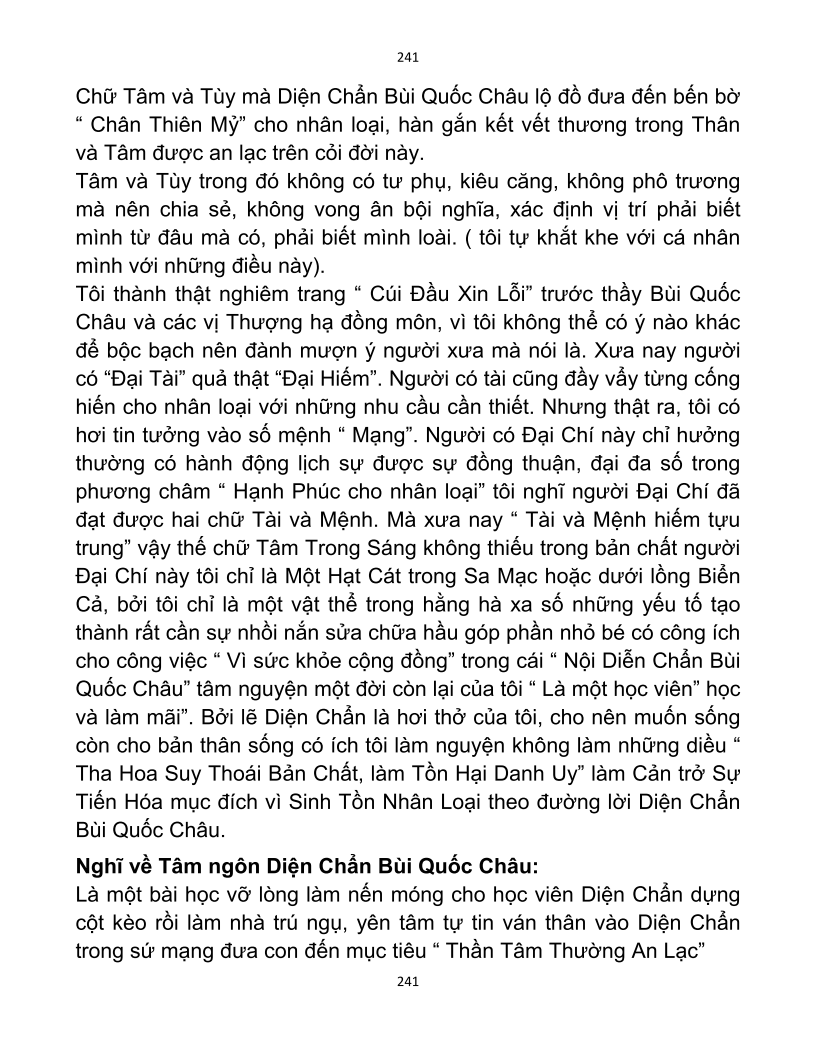 241
Chữ Tâm và Tùy mà Diện Chẩn Bùi Quốc Châu lộ đồ đưa đến bến bờ
“ Chân Thiên Mỷ” cho nhân loại, hàn gắn kết vết thương trong Thân
và Tâm được an lạc trên cỏi đời này.
Tâm và Tùy trong đó không có tư phụ, kiêu căng, không phô trương
mà nên chia sẻ, không vong ân bội nghĩa, xác định vị trí phải biết
mình từ đâu mà có, phải biết mình loài. ( tôi tự khắt khe với cá nhân
mình với những điều này).
Tôi thành thật nghiêm trang “ Cúi Đầu Xin Lỗi” trước thầy Bùi Quốc
Châu và các vị Thượng hạ đồng môn, vì tôi không thể có ý nào khác
để bộc bạch nên đành mượn ý người xưa mà nói là. Xưa nay người
có “Đại Tài” quả thật “Đại Hiếm”. Người có tài cũng đầy vẩy từng cống
hiến cho nhân loại với những nhu cầu cần thiết. Nhưng thật ra, tôi có
hơi tin tưởng vào số mệnh “ Mạng”. Người có Đại Chí này chỉ hưởng
thường có hành động lịch sự được sự đồng thuận, đại đa số trong
phương châm “ Hạnh Phúc cho nhân loại” tôi nghĩ người Đại Chí đã
đạt được hai chữ Tài và Mệnh. Mà xưa nay “ Tài và Mệnh hiếm tựu
trung” vậy thế chữ Tâm Trong Sáng không thiếu trong bản chất người
Đại Chí này tôi chỉ là Một Hạt Cát trong Sa Mạc hoặc dưới lồng Biển
Cả, bởi tôi chỉ là một vật thể trong hằng hà xa số những yếu tố tạo
thành rất cần sự nhồi nắn sửa chữa hầu góp phần nhỏ bé có công ích
cho công việc “ Vì sức khỏe cộng đồng” trong cái “ Nội Diễn Chẩn Bùi
Quốc Châu” tâm nguyện một đời còn lại của tôi “ Là một học viên” học
và làm mãi”. Bởi lẽ Diện Chẩn là hơi thở của tôi, cho nên muốn sống
còn cho bản thân sống có ích tôi làm nguyện không làm những diều “
Tha Hoa Suy Thoái Bản Chất, làm Tồn Hại Danh Uy” làm Cản trở Sự
Tiến Hóa mục đích vì Sinh Tồn Nhân Loại theo đường lời Diện Chẩn
Bùi Quốc Châu.
Nghĩ về Tâm ngôn Diện Chẩn Bùi Quốc Châu:
Là một bài học vỡ lòng làm nến móng cho học viên Diện Chẩn dựng
cột kèo rồi làm nhà trú ngụ, yên tâm tự tin ván thân vào Diện Chẩn
trong sứ mạng đưa con đến mục tiêu “ Thần Tâm Thường An Lạc”
241